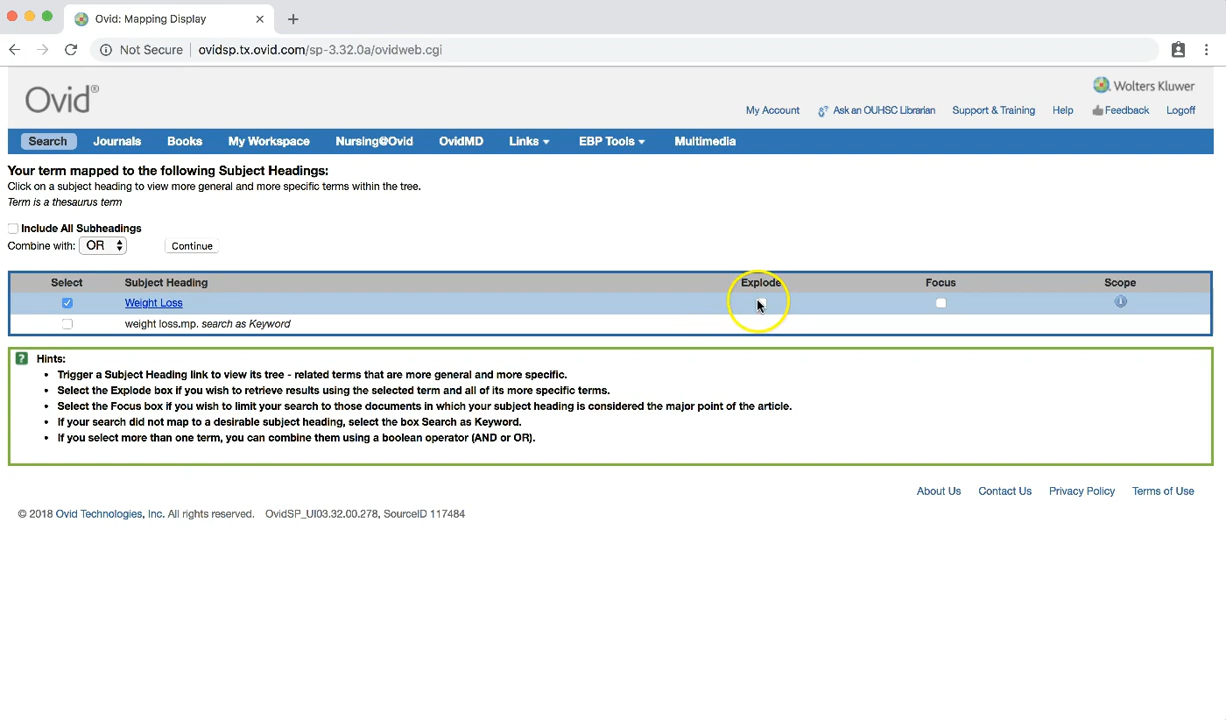 Ovid: Mapping Display
Not Secure ovidsp.tx.ovid.com/sp-3.32.0a/ovidweb.cgi
Ovid®
Wolters Kluwer
My Account Ask an OUHSC Librarian Support & Training Help Feedback Logoff
Search Journals Books My Workspace Nursing@Ovid OvidMD Links EBP Tools Multimedia
Your term mapped to the following Subject Headings:
Click on a subject heading to view more general and more specific terms within the tree.
Term is a thesaurus term
Include All Subheadings
Combine with: OR Continue
Select Subject Heading Explode Focus Scope
Weight Loss
weight loss.mp. search as Keyword
? Hints:
• Trigger a Subject Heading link to view its tree - related terms that are more general and more specific.
• Select the Explode box if you wish to retrieve results using the selected term and all of its more specific terms.
• Select the Focus box if you wish to limit your search to those documents in which your subject heading is considered the major point of the article.
• If your search did not map to a desirable subject heading, select the box Search as Keyword.
• If you select more than one term, you can combine them using a boolean operator (AND or OR).
About Us Contact Us Privacy Policy Terms of Use
© 2018 Ovid Technologies, Inc. All rights reserved. OvidSP_UI03.32.00.278, SourceID 117484